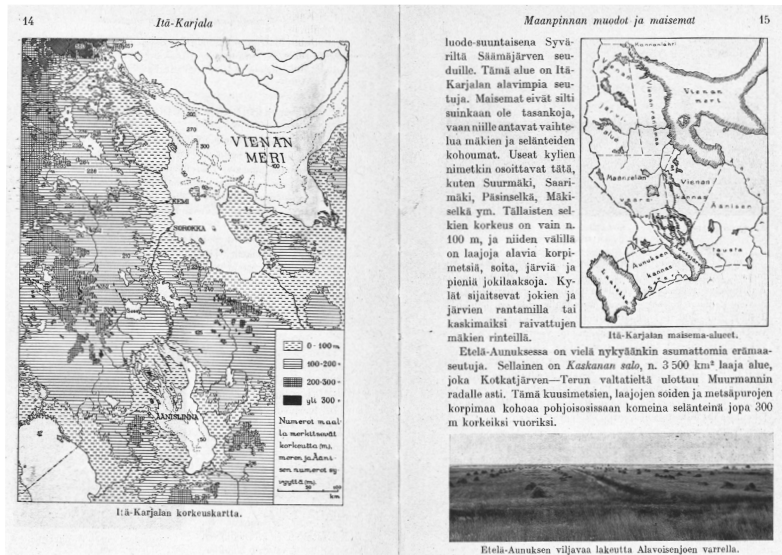 14
Itä-Karjala
VIENAN
MERI
KEMI
SOROKKA
ÄÄNISLINNA
0-100 m
100-200 "
200-300 "
yli 300 "
Numerot maal-
la merkitsevät
korkeutta (m),
meren ja Ääni-
sen numerot sy-
vyyttä (m).
km
Itä-Karjalan korkeuskartta.
Maanpinnan muodot ja maisemat
15
luode-suuntaisena Syvä-
riltä Säämäjärven seu-
duille. Tämä alue on Itä-
Karjalan alavimpia seu-
tuja. Maisemat eivät silti
suinkaan ole tasankoja,
vaan niille antavat vaihte-
lua mäkien ja selänteiden
kohoumat. Useat kylien
nimetkin osoittavat tätä,
kuten Suurmäki, Saari-
mäki, Päsinselkä, Mäki-
selkä ym. Tällaisten sel-
kien korkeus on vain n.
100 m, ja niiden välillä
on laajoja alavia korpi-
metsiä, soita, järviä ja
pieniä jokilaaksoja. Ky-
lät sijaitsevat jokien ja
järvien rantamilla tai
kaskimaiksi raivattujen
mäkien rinteillä.
Vienan
meri
Maanselän
Vienan
kannas
Äänisen
Aunuksen
kannas
Itä-Karjalan maisema-alueet.
Etelä-Aunuksessa on vielä nykyäänkin asumattomia erämaa-
seutuja. Sellainen on Kaskanan salo, n. 3 500 km² laaja alue,
joka Kotkatjärven—Terun valtatieltä ulottuu Muurmannin
radalle asti. Tämä kuusimetsien, laajojen soiden ja metsäpurojen
korpimaa kohoaa pohjoisosissaan komeina selänteinä jopa 300
m korkeiksi vuoriksi.
Etelä-Aunuksen viljavaa lakeutta Alavoisenjoen varrella.